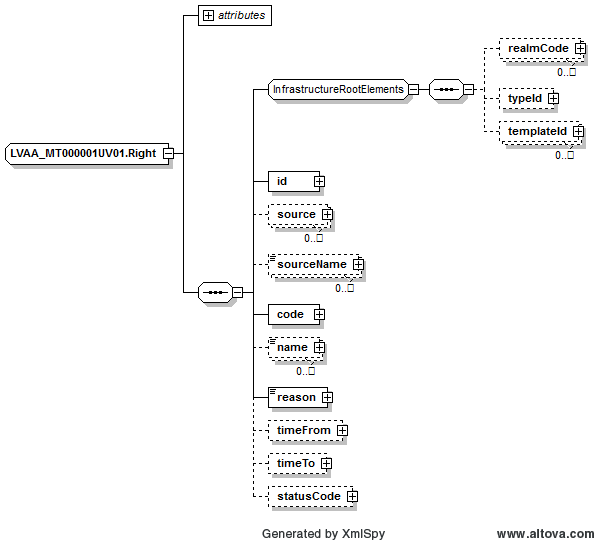 attributes
realmCode
0..□
InfrastructureRootElements
typeId
templateId
0..□
LVAA_MT000001UV01.Right
id
source
0..□
sourceName
0..□
code
name
0..□
reason
timeFrom
timeTo
statusCode
Generated by XmlSpy
www.altova.com